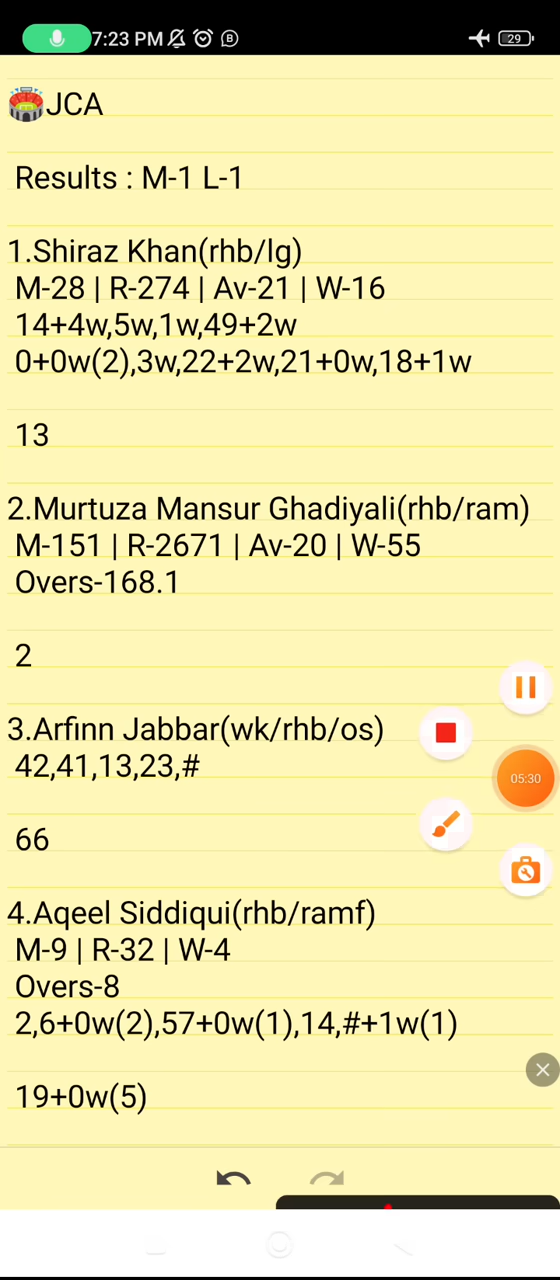 7:23 PM
29
JCA
Results : M-1 L-1
1.Shiraz Khan(rhb/lg)
M-28 | R-274 | Av-21 | W-16
14+4w,5w,1w,49+2w
0+0w(2),3w,22+2w,21+0w,18+1w
13
2.Murtuza Mansur Ghadiyali(rhb/ram)
M-151 | R-2671 | Av-20 | W-55
Overs-168.1
2
3.Arfinn Jabbar(wk/rhb/os)
42,41,13,23,#
05:30
66
4.Aqeel Siddiqui(rhb/ramf)
M-9 | R-32 | W-4
Overs-8
2,6+0w(2),57+0w(1),14,#+1w(1)
19+0w(5)